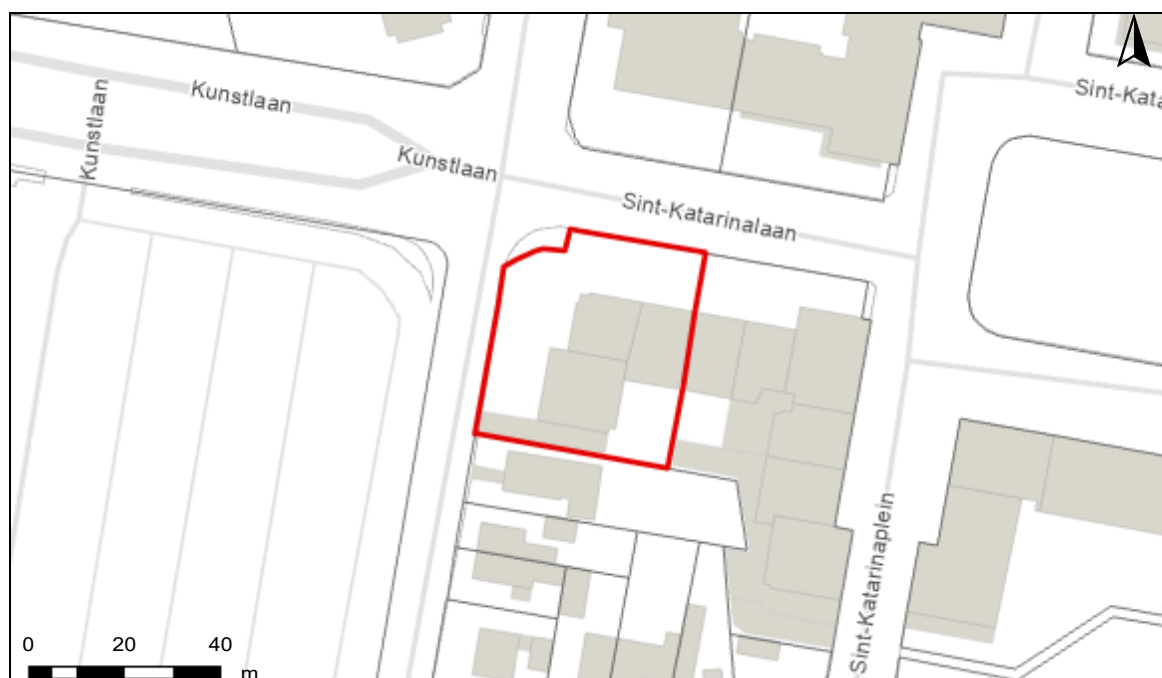 Kunstlaan
Sint-Kata
Kunstlaan
Kunstlaan
Sint-Katarinalaan
Sint-Katarinaplein
0 20 40
m